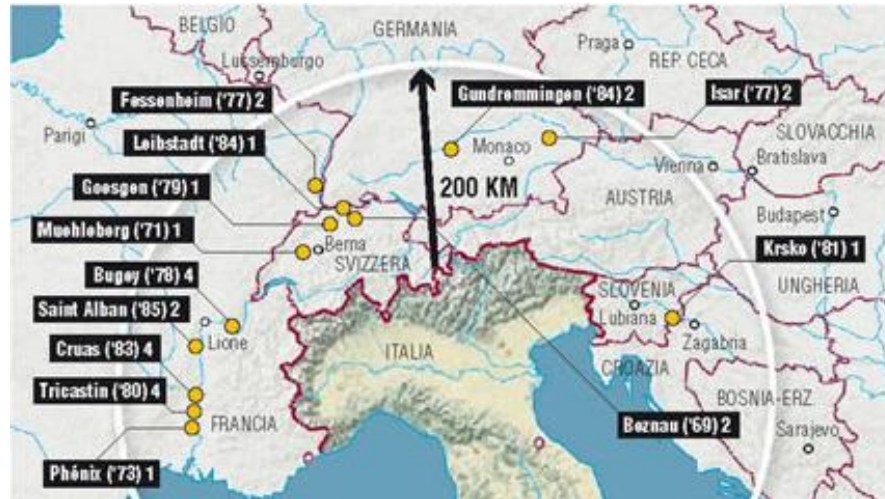 BELGIO
GERMANIA
Praga
REP. CECA
Lussemburgo
Fessenheim ('77) 2
Gundremmingen ('84) 2
Isar ('77) 2
Parigi
SLOVACCHIA
Leibstadt ('84) 1
Monaco
Vienna
Bratislava
Goesgen ('79) 1
200 KM
AUSTRIA
Budapest
Muehleberg ('71) 1
Berna
SVIZZERA
Krsko ('81) 1
Bugey ('78) 4
SLOVENIA
UNGHERIA
Saint Alban ('85) 2
Lione
Lubiana
Zagabria
Cruas ('83) 4
ITALIA
CROAZIA
Tricastin ('80) 4
BOSNIA-ERZ.
FRANCIA
Beznau ('69) 2
Sarajevo
Phénix ('73) 1